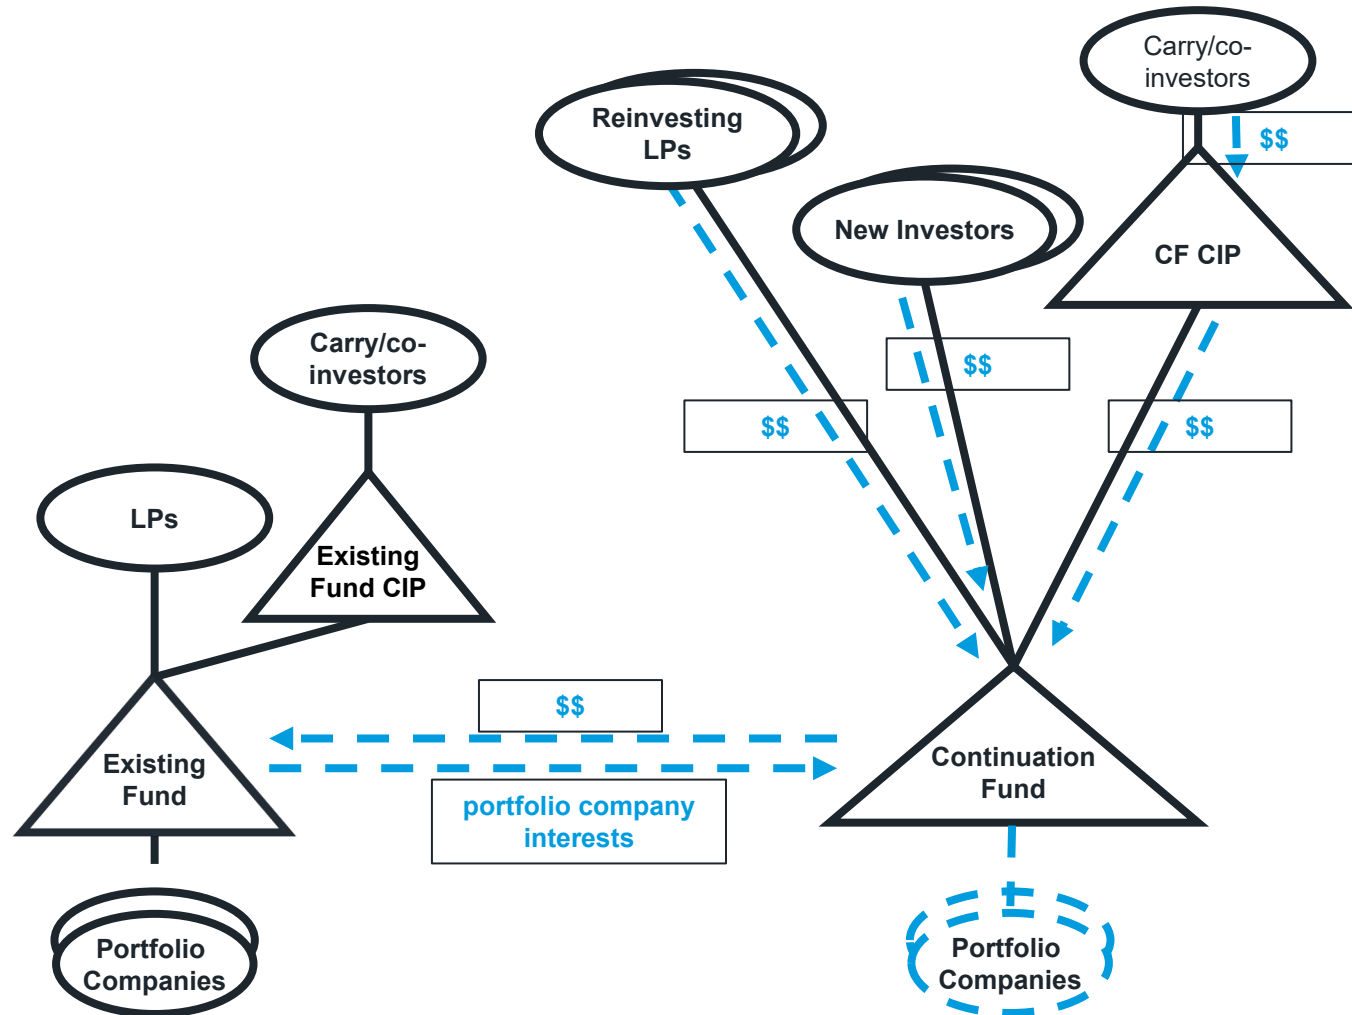 Carry/co-
investors
$$
Reinvesting
LPs
New Investors
CF CIP
Carry/co-
investors
$$
$$
$$
LPs
Existing
Fund CIP
$$
Existing
Fund
Continuation
Fund
portfolio company
interests
Portfolio
Companies
Portfolio
Companies